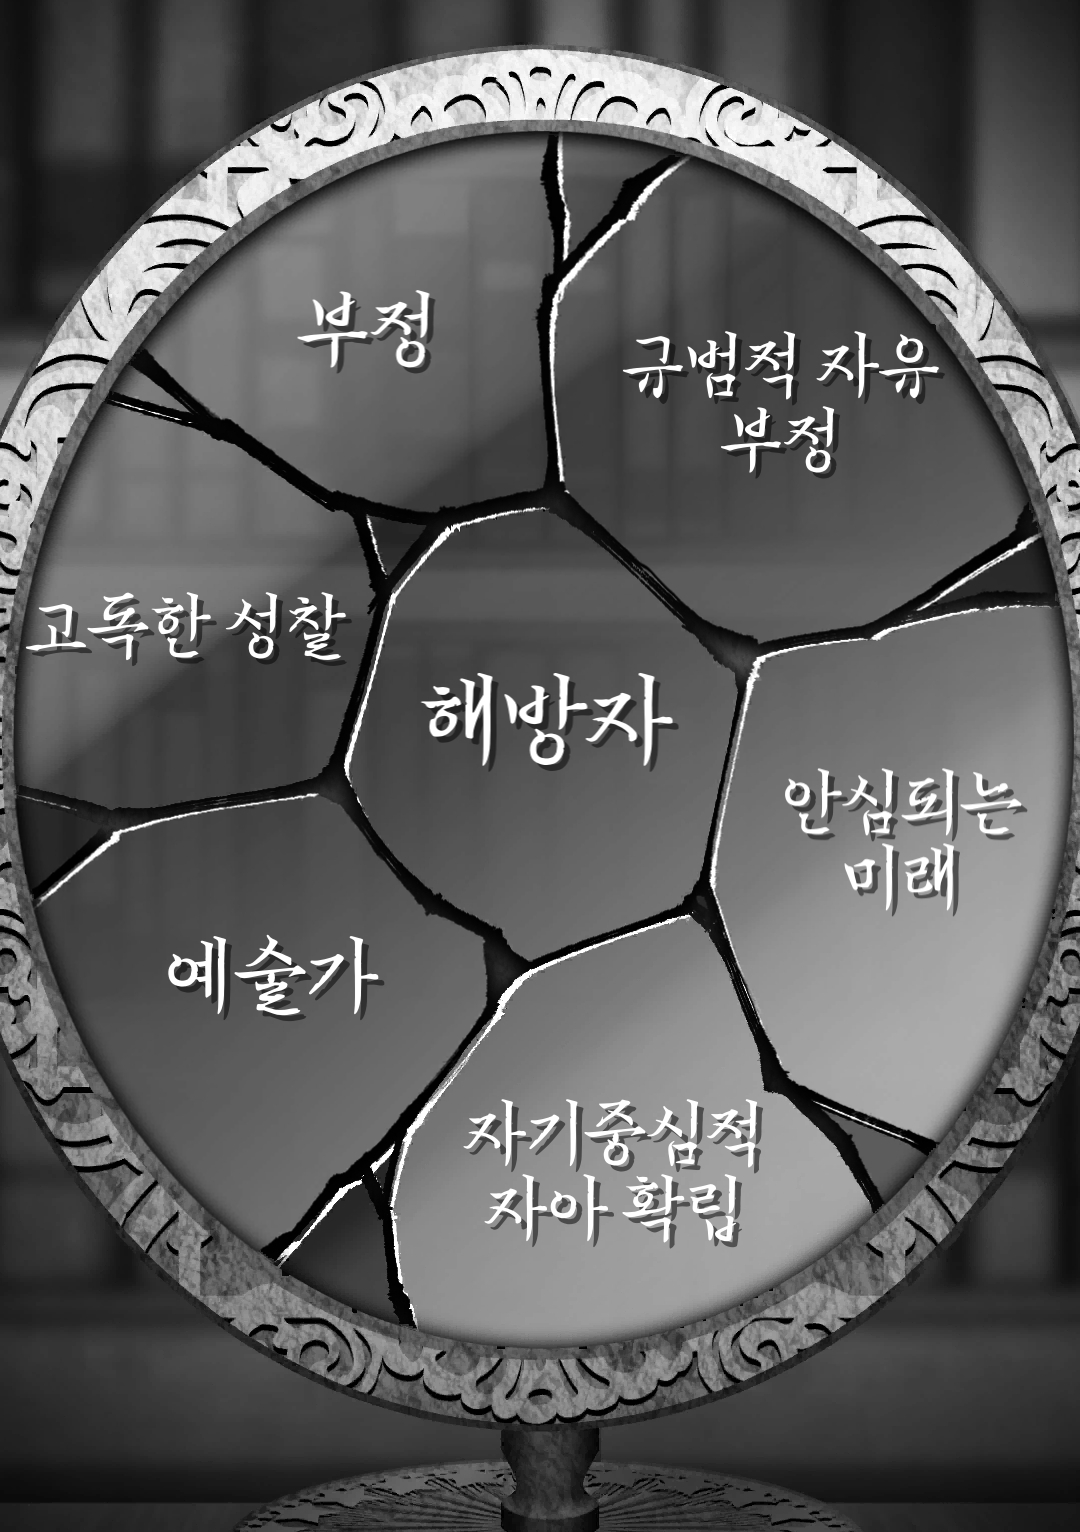 부정
규범적 자유
부정
고독한 성찰
해방자
안심되는
미래
예술가
자기중심적
자아 확립